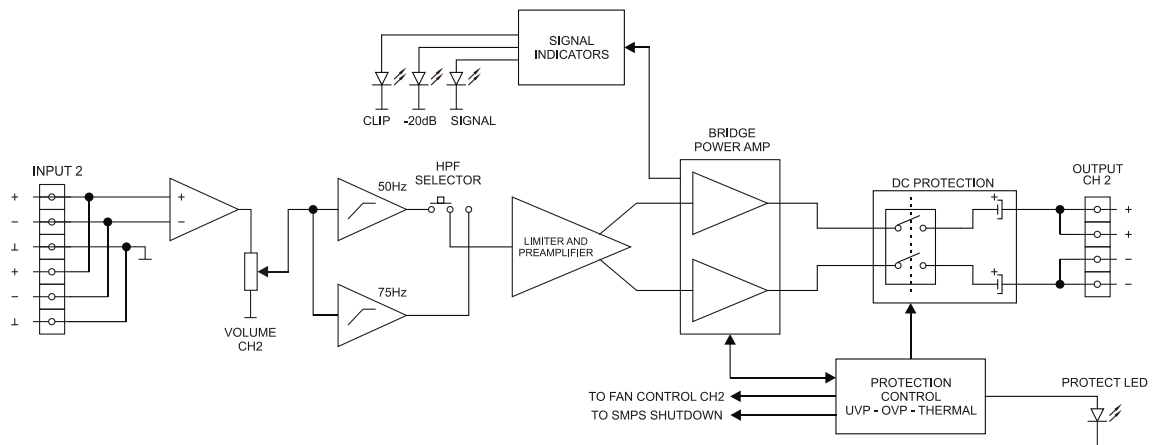 SIGNAL
INDICATORS
CLIP
-20dB
SIGNAL
BRIDGE
POWER AMP
INPUT 2
+
−
⊥
+
−
⊥
+
−
VOLUME
CH2
50Hz
75Hz
HPF
SELECTOR
LIMITER AND
PREAMPLIFIER
DC PROTECTION
+
+
OUTPUT
CH 2
+
+
−
−
PROTECTION
CONTROL
UVP - OVP - THERMAL
TO FAN CONTROL CH2
TO SMPS SHUTDOWN
PROTECT LED